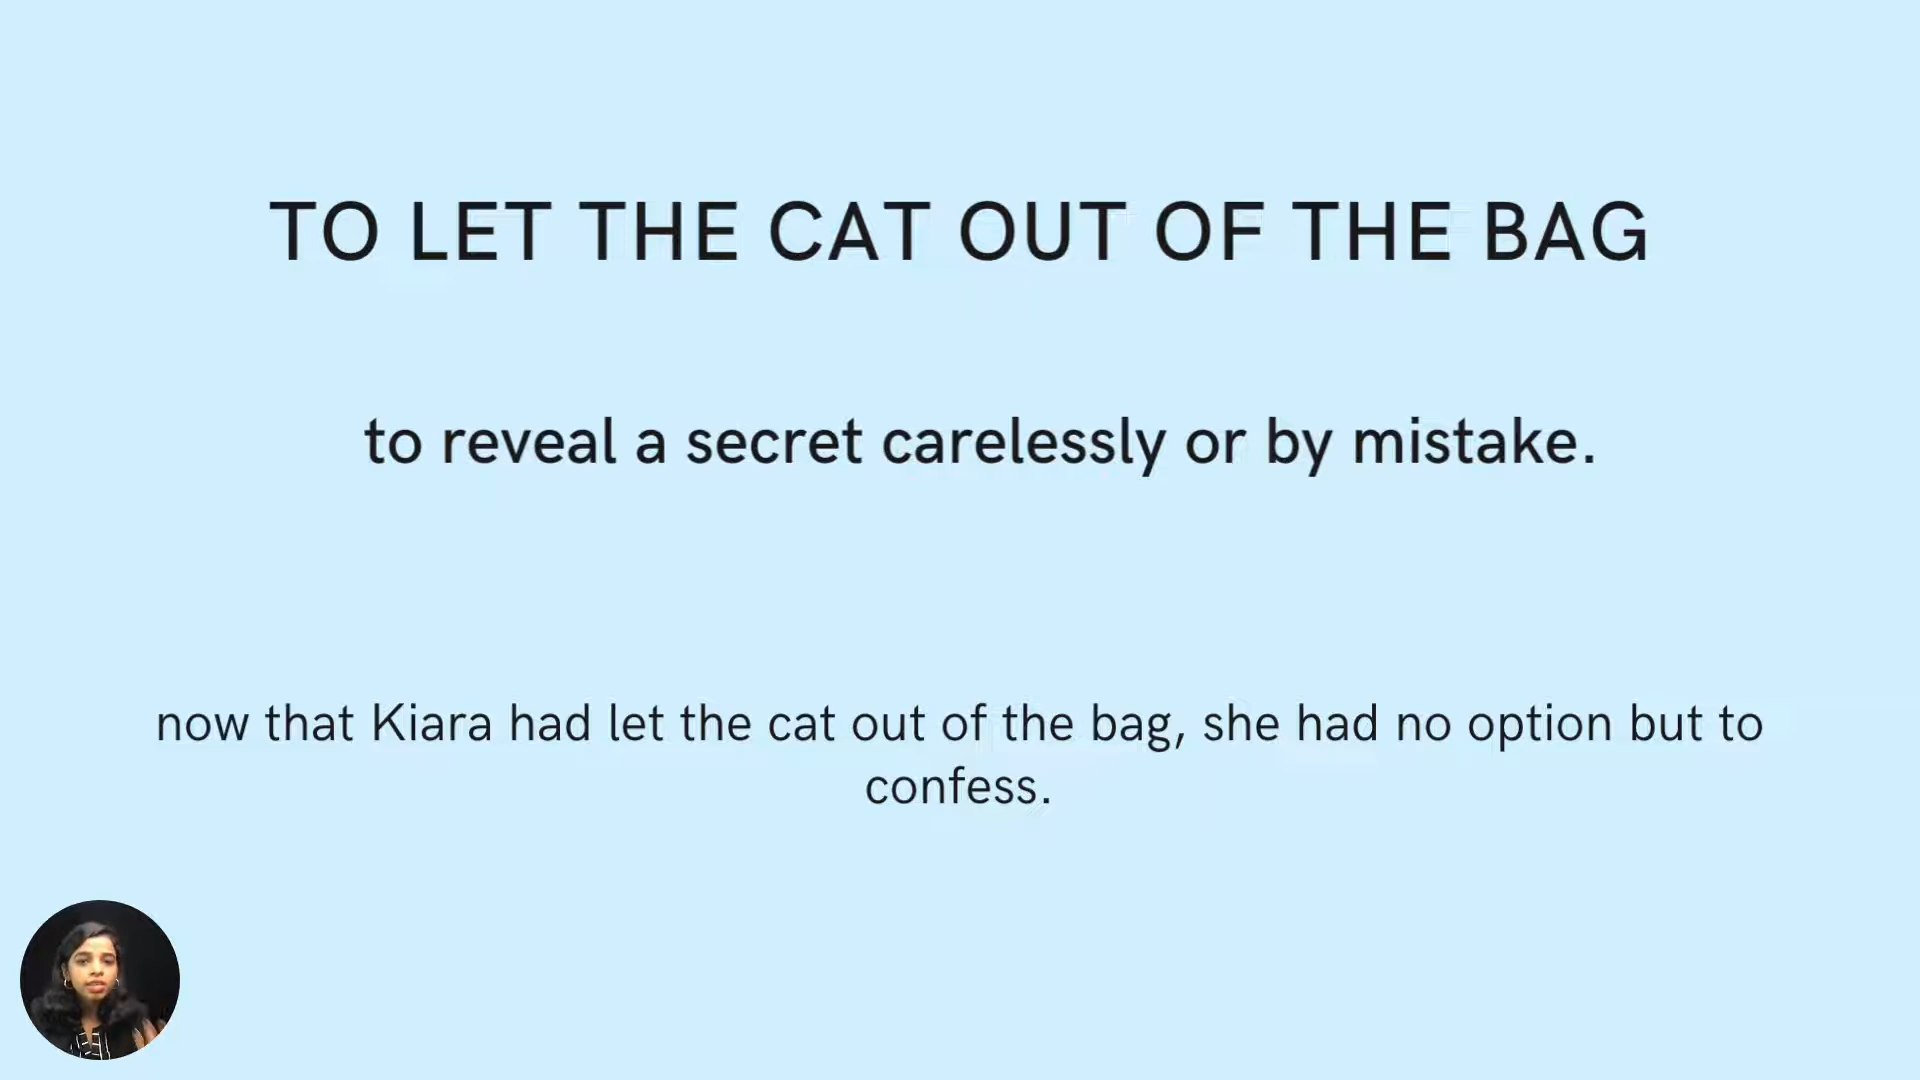 TO LET THE CAT OUT OF THE BAG
to reveal a secret carelessly or by mistake.
now that Kiara had let the cat out of the bag, she had no option but to
confess.